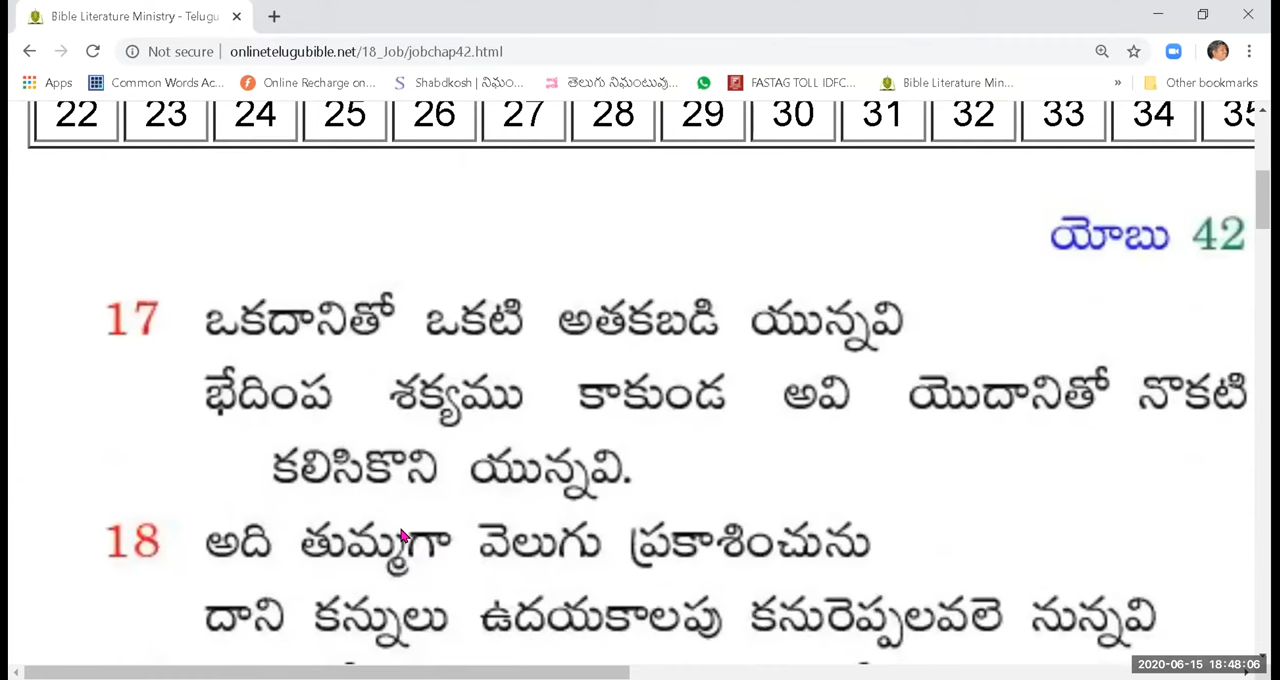 Bible Literature Ministry - Telugu
Not secure | onlinetelugubible.net/18_Job/jobchap42.html
Apps Common Words Ac... Online Recharge on... Shabdkosh | నిఘం... తెలుగు నిఘంటువు... FASTAG TOLL IDFC... Bible Literature Min... » Other bookmarks
22 23 24 25 26 27 28 29 30 31 32 33 34 35
యోబు 42
17 ఒకదానితో ఒకటి అతకబడి యున్నవి
భేదింప శక్యము కాకుండ అవి యొదానితో నొకటి
కలిసికొని యున్నవి.
18 అది తుమ్మగా వెలుగు ప్రకాశించును
దాని కన్నులు ఉదయకాలపు కనురెప్పలవలె నున్నవి
2020-06-15 18:48:06